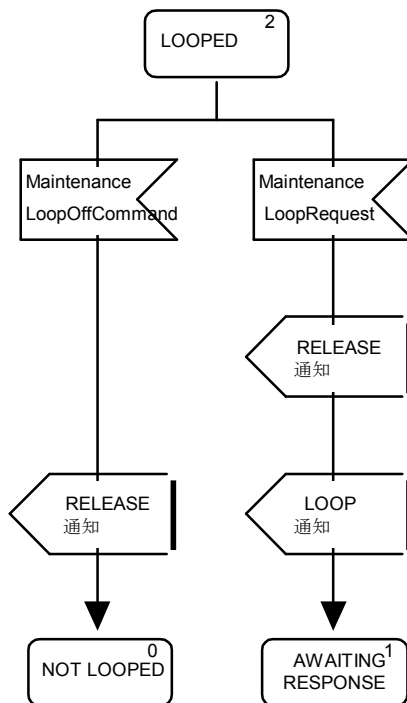 LOOPED
2
Maintenance
LoopOffCommand
Maintenance
LoopRequest
RELEASE
通知
RELEASE
通知
LOOP
通知
0
NOT LOOPED
1
AWAITING
RESPONSE